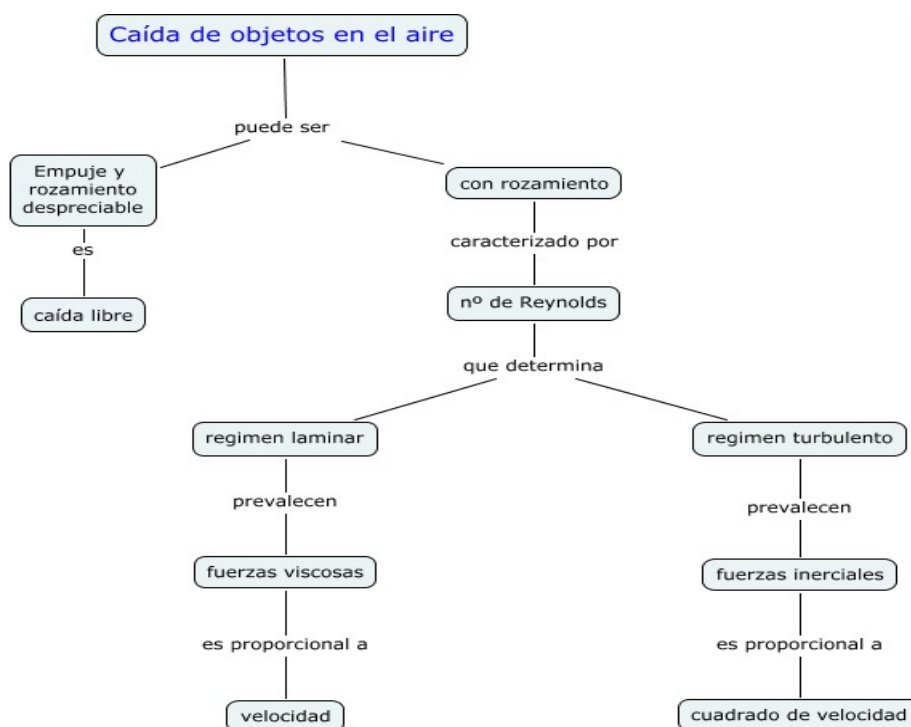 Caída de objetos en el aire
puede ser
Empuje y
rozamiento
despreciable
es
caída libre
con rozamiento
caracterizado por
nº de Reynolds
que determina
regimen laminar
prevalecen
fuerzas viscosas
es proporcional a
velocidad
regimen turbulento
prevalecen
fuerzas inerciales
es proporcional a
cuadrado de velocidad